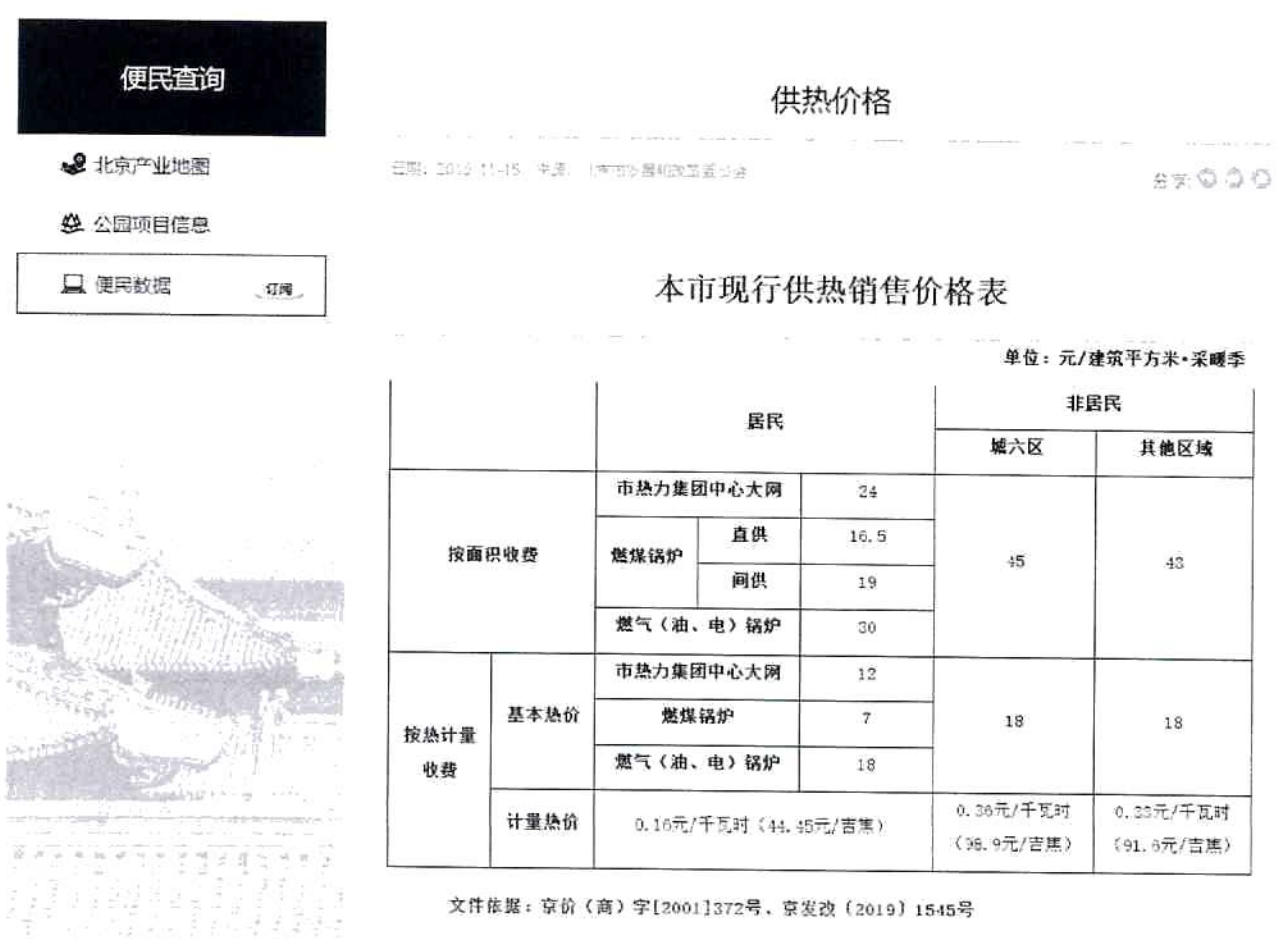 便民查询
北京产业地图
公园项目信息
便民数据 订阅
供热价格
分享:
本市现行供热销售价格表
单位：元/建筑平方米·采暖季
居民 非居民
城六区 其他区域
按面积收费 市热力集团中心大网 24 45 43
燃煤锅炉 直供 16.5
间供 19
燃气（油、电）锅炉 30
按热计量收费 基本热价 市热力集团中心大网 12 18 18
燃煤锅炉 7
燃气（油、电）锅炉 18
计量热价 0.16元/千瓦时（44.45元/吉焦） 0.36元/千瓦时（98.9元/吉焦） 0.33元/千瓦时（91.6元/吉焦）
文件依据：京价（商）字[2001]372号、京发改〔2019〕1545号